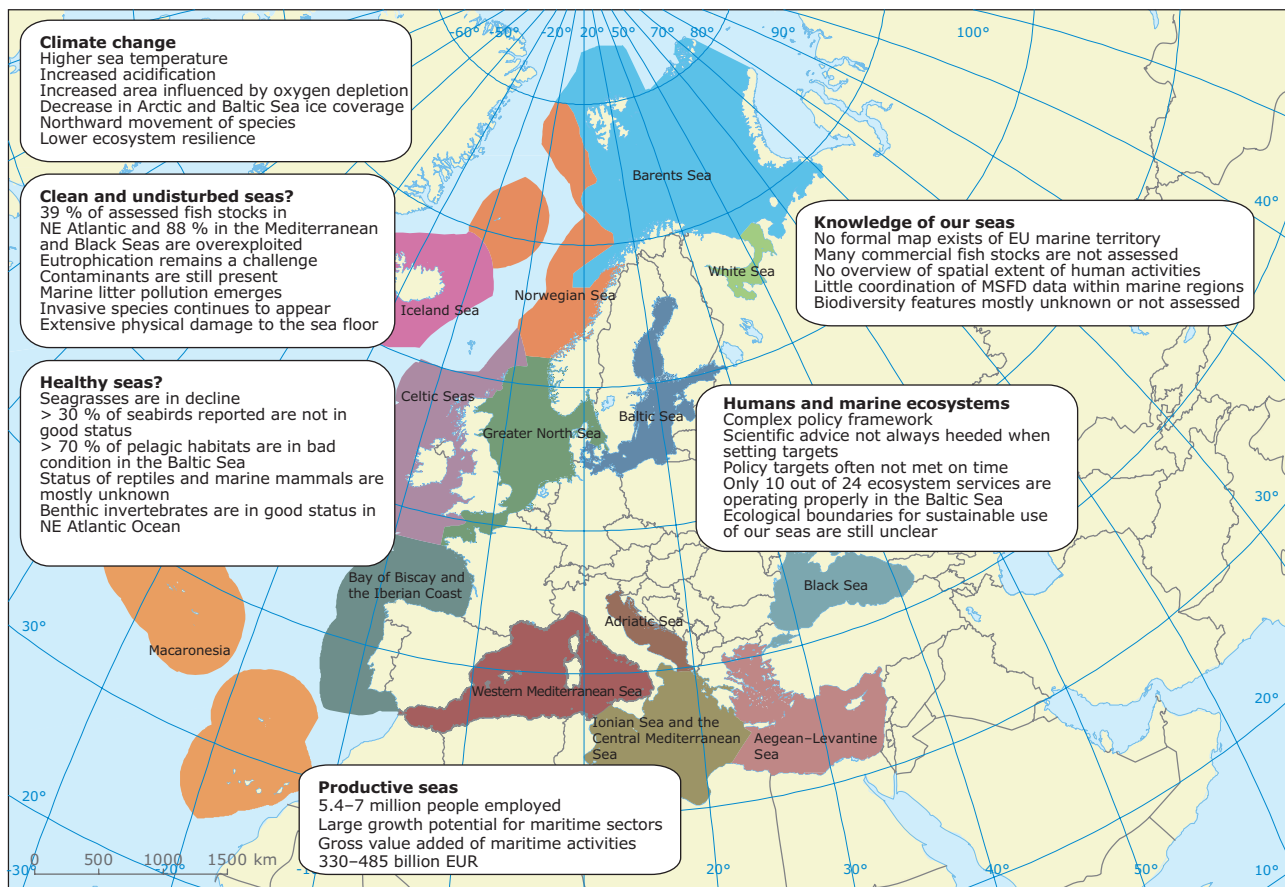 -60°
-50°
-20°
20°
50°
70°
80°
90°
100°
Climate change
Higher sea temperature
Increased acidification
Increased area influenced by oxygen depletion
Decrease in Arctic and Baltic Sea ice coverage
Northward movement of species
Lower ecosystem resilience
Clean and undisturbed seas?
39 % of assessed fish stocks in
NE Atlantic and 88 % in the Mediterranean
and Black Seas are overexploited
Eutrophication remains a challenge
Contaminants are still present
Marine litter pollution emerges
Invasive species continues to appear
Extensive physical damage to the sea floor
Barents Sea
40°
Knowledge of our seas
No formal map exists of EU marine territory
Many commercial fish stocks are not assessed
No overview of spatial extent of human activities
Little coordination of MSFD data within marine regions
Biodiversity features mostly unknown or not assessed
White Sea
Norwegian Sea
Iceland Sea
Healthy seas?
Seagrasses are in decline
> 30 % of seabirds reported are not in
good status
> 70 % of pelagic habitats are in bad
condition in the Baltic Sea
Status of reptiles and marine mammals are
mostly unknown
Benthic invertebrates are in good status in
NE Atlantic Ocean
Celtic Seas
Greater North Sea
Baltic Sea
Humans and marine ecosystems
Complex policy framework
Scientific advice not always heeded when
setting targets
Policy targets often not met on time
Only 10 out of 24 ecosystem services are
operating properly in the Baltic Sea
Ecological boundaries for sustainable use
of our seas are still unclear
30°
Bay of Biscay and
the Iberian Coast
Black Sea
30°
Adriatic Sea
Macaronesia
Western Mediterranean Sea
20°
Ionian Sea and the
Central Mediterranean
Sea
Aegean–Levantine
Sea
Productive seas
5.4–7 million people employed
Large growth potential for maritime sectors
Gross value added of maritime activities
330–485 billion EUR
20°
0
500
1000
1500 km
-30°
-20°
20°
30°
40°
50°
10°